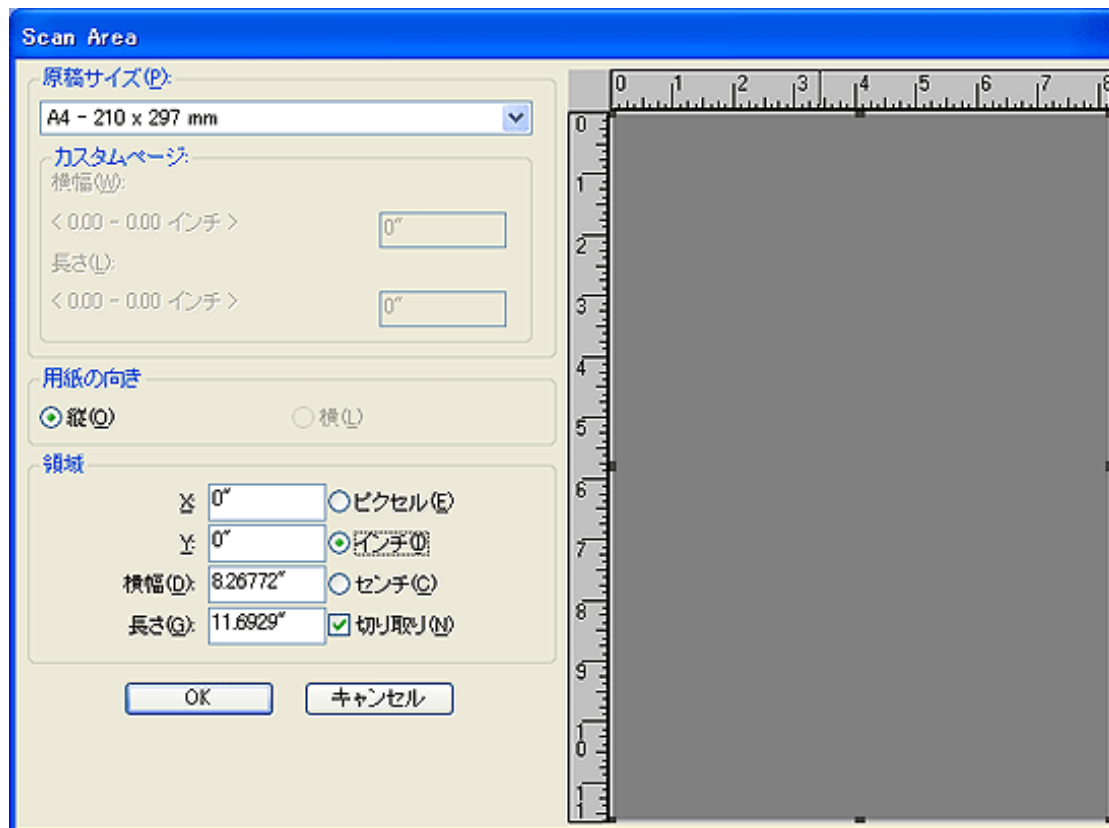 Scan Area
原稿サイズ(P):
A4 - 210 x 297 mm
カスタムページ:
横幅(W):
< 0.00 - 0.00 インチ >
0″
長さ(L):
< 0.00 - 0.00 インチ >
0″
用紙の向き
縦(O)
横(L)
領域
X:
0″
ピクセル(E)
Y:
0″
インチ(I)
横幅(D):
8.26772″
センチ(C)
長さ(G):
11.6929″
切り取り(N)
OK
キャンセル
0 1 2 3 4 5 6 7 8
0
1
2
3
4
5
6
7
8
9
10
11